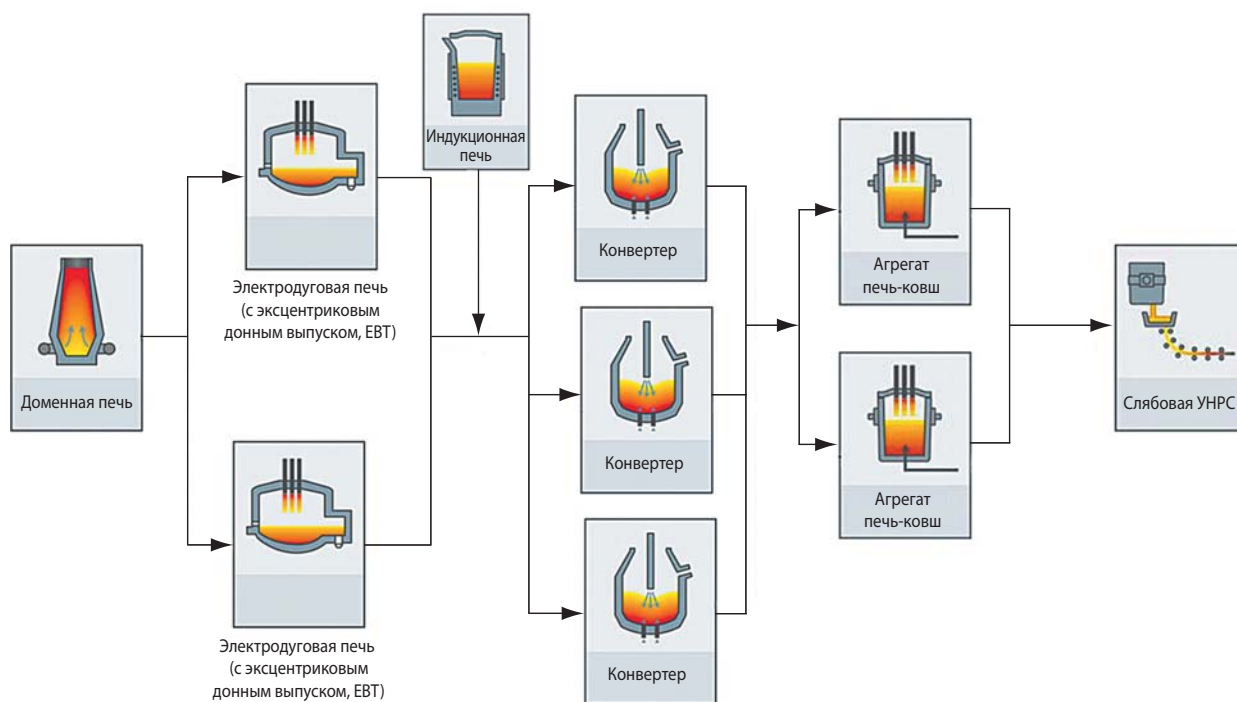 Доменная печь
Электродуговая печь
(с эксцентриковым
донным выпуском, EBT)
Электродуговая печь
(с эксцентриковым
донным выпуском, EBT)
Индукционная
печь
Конвертер
Конвертер
Конвертер
Агрегат
печь-ковш
Агрегат
печь-ковш
Слябовая УНРС